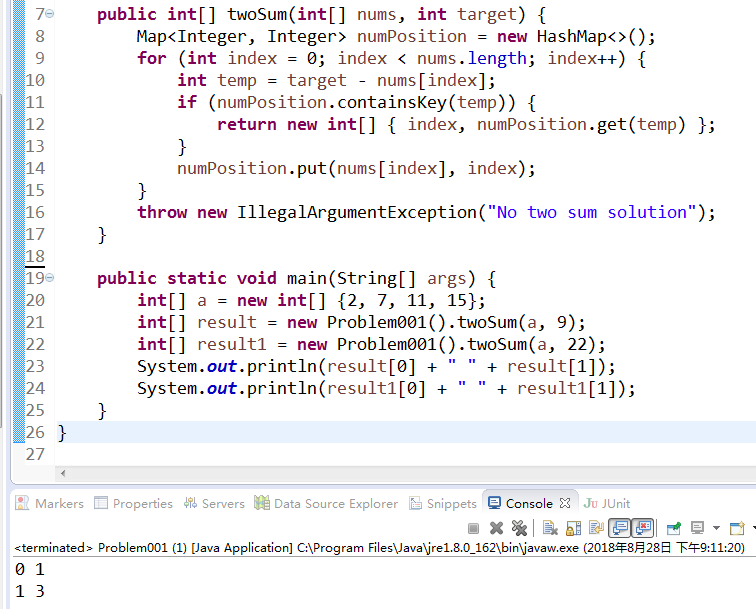 7 public int[] twoSum(int[] nums, int target) {
8 Map<Integer, Integer> numPosition = new HashMap<>();
9 for (int index = 0; index < nums.length; index++) {
10 int temp = target - nums[index];
11 if (numPosition.containsKey(temp)) {
12 return new int[] { index, numPosition.get(temp) };
13 }
14 numPosition.put(nums[index], index);
15 }
16 throw new IllegalArgumentException("No two sum solution");
17 }
18
19 public static void main(String[] args) {
20 int[] a = new int[] {2, 7, 11, 15};
21 int[] result = new Problem001().twoSum(a, 9);
22 int[] result1 = new Problem001().twoSum(a, 22);
23 System.out.println(result[0] + " " + result[1]);
24 System.out.println(result1[0] + " " + result1[1]);
25 }
26 }
27
Markers Properties Servers Data Source Explorer Snippets Console JUnit
<terminated> Problem001 (1) [Java Application] C:\Program Files\Java\jre1.8.0_162\bin\javaw.exe (2018年8月28日 下午9:11:20)
0 1
1 3